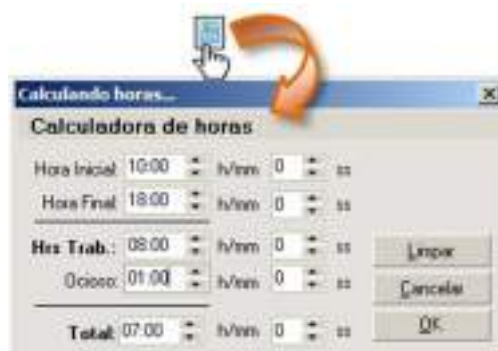 Calculando horas...
Calculadora de horas
Hora Inicial: 10:00 h/mm 0 ss
Hora Final: 18:00 h/mm 0 ss
Hrs Trab.: 08:00 h/mm 0 ss
Limpar
Ocioso: 01:00 h/mm 0 ss
Cancelar
Total: 07:00 h/mm 0 ss
OK